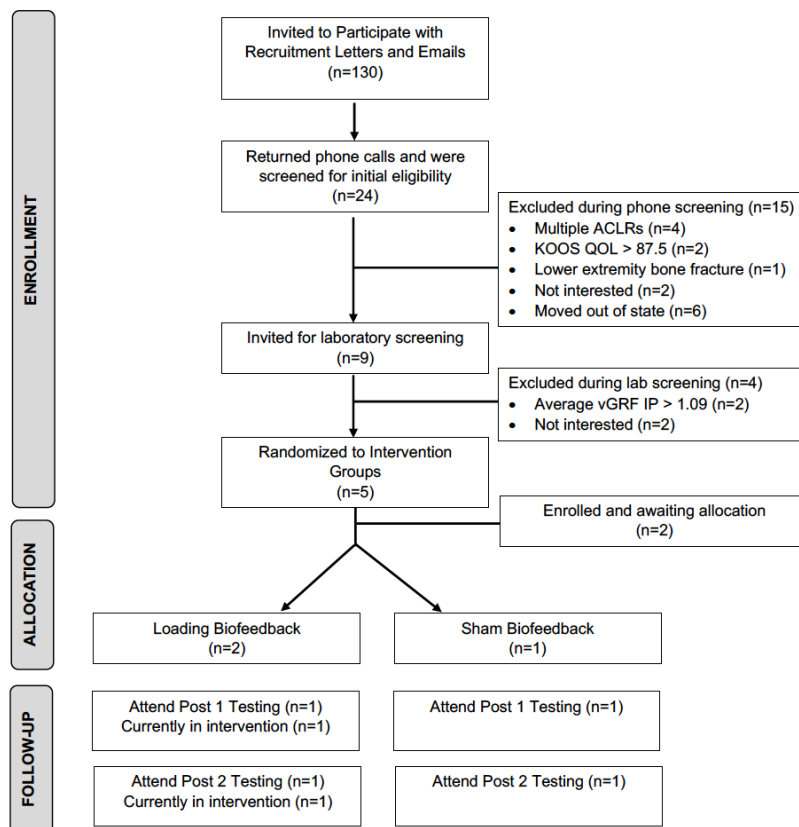 ENROLLMENT
Invited to Participate with
Recruitment Letters and Emails
(n=130)
Returned phone calls and were
screened for initial eligibility
(n=24)
Excluded during phone screening (n=15)
• Multiple ACLRs (n=4)
• KOOS QOL > 87.5 (n=2)
• Lower extremity bone fracture (n=1)
• Not interested (n=2)
• Moved out of state (n=6)
Invited for laboratory screening
(n=9)
Excluded during lab screening (n=4)
• Average vGRF IP > 1.09 (n=2)
• Not interested (n=2)
Randomized to Intervention
Groups
(n=5)
Enrolled and awaiting allocation
(n=2)
ALLOCATION
Loading Biofeedback
(n=2)
Sham Biofeedback
(n=1)
FOLLOW-UP
Attend Post 1 Testing (n=1)
Currently in intervention (n=1)
Attend Post 1 Testing (n=1)
Attend Post 2 Testing (n=1)
Currently in intervention (n=1)
Attend Post 2 Testing (n=1)